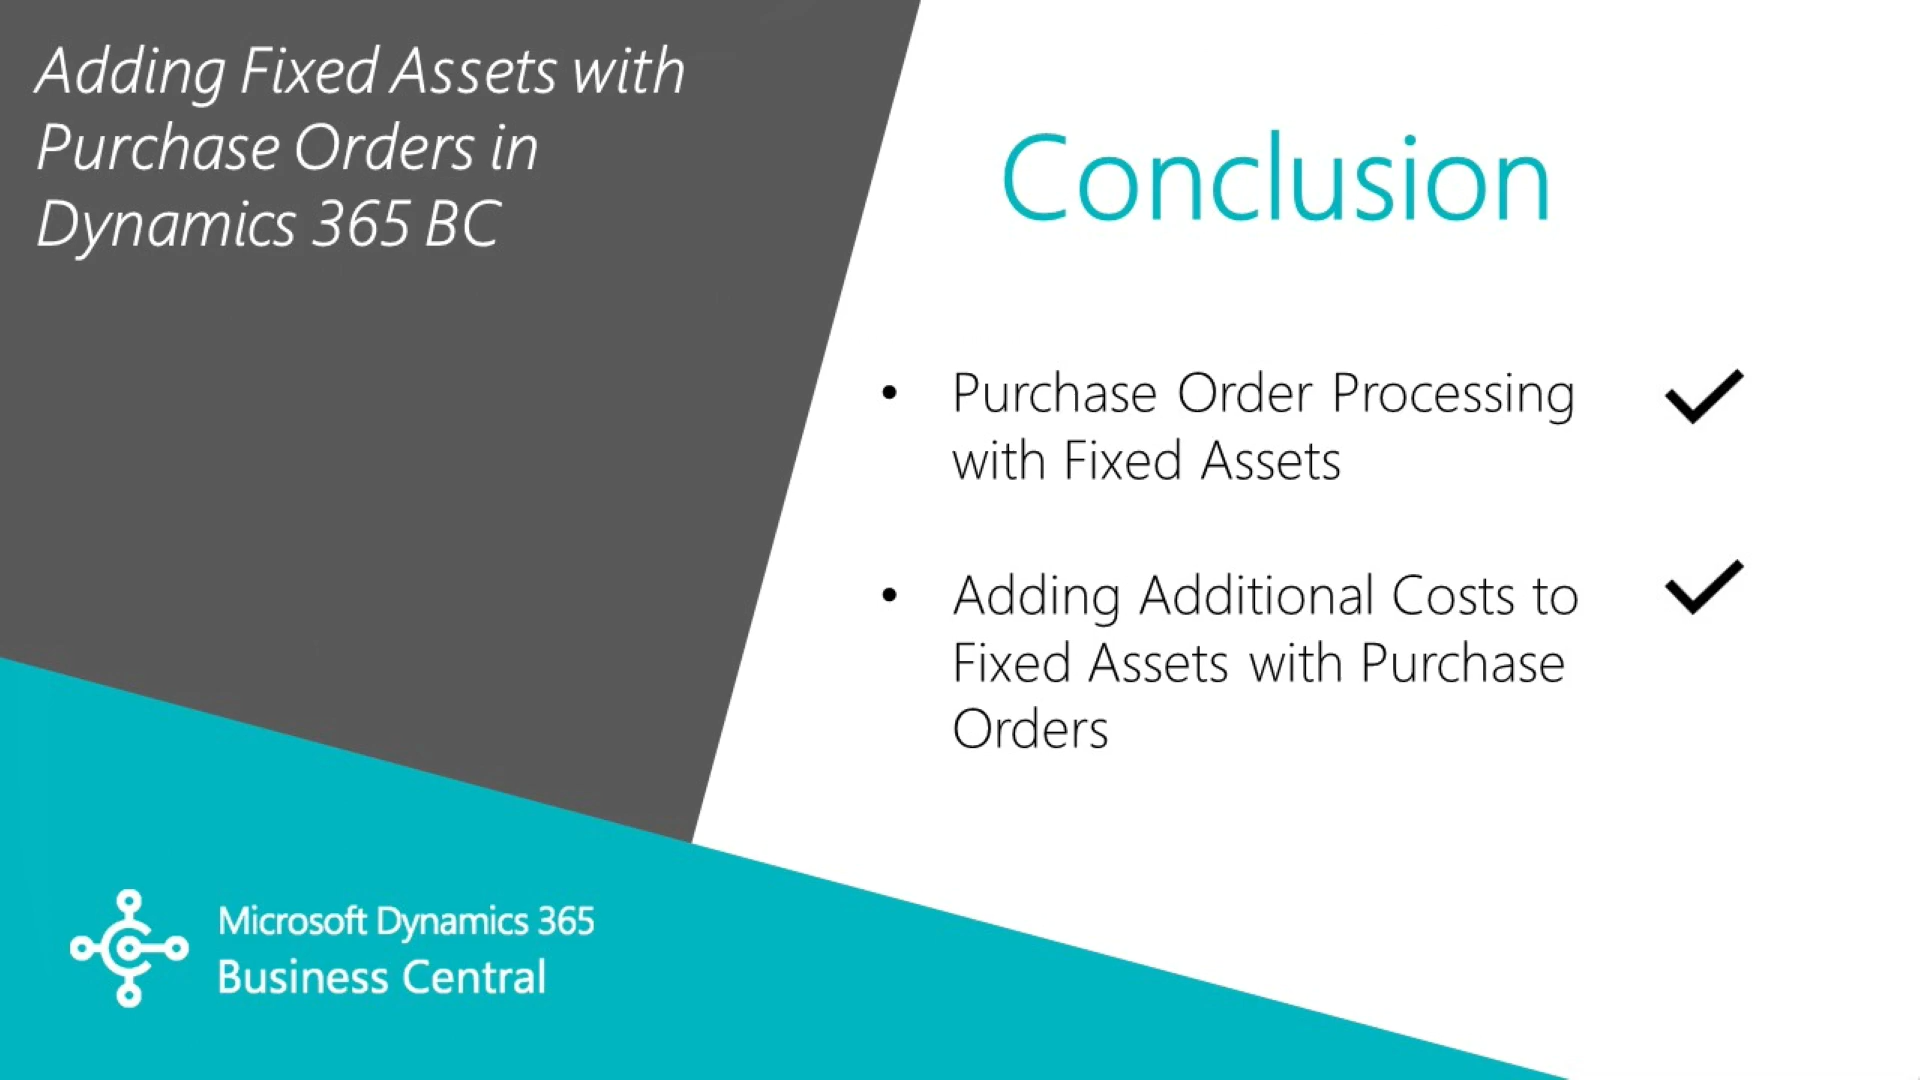 Adding Fixed Assets with
Purchase Orders in
Dynamics 365 BC
Conclusion
• Purchase Order Processing
with Fixed Assets
• Adding Additional Costs to
Fixed Assets with Purchase
Orders
Microsoft Dynamics 365
Business Central